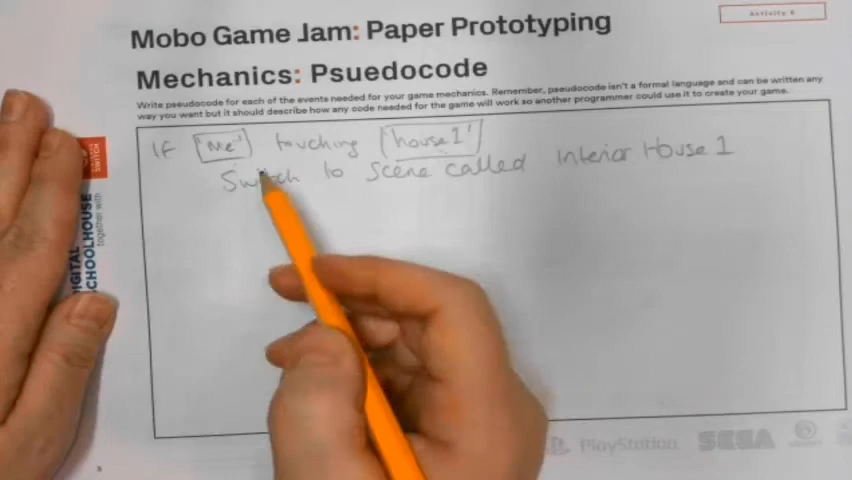 Activity 6
Mobo Game Jam: Paper Prototyping
Mechanics: Psuedocode
Write pseudocode for each of the events needed for your game mechanics. Remember, pseudocode isn't a formal language and can be written any
way you want but it should describe how any code needed for the game will work so another programmer could use it to create your game.
If 'Me' touching 'house1'
Switch to scene called Interior House 1
DIGITAL
SCHOOLHOUSE
together with
SWITCH
PlayStation SEGA